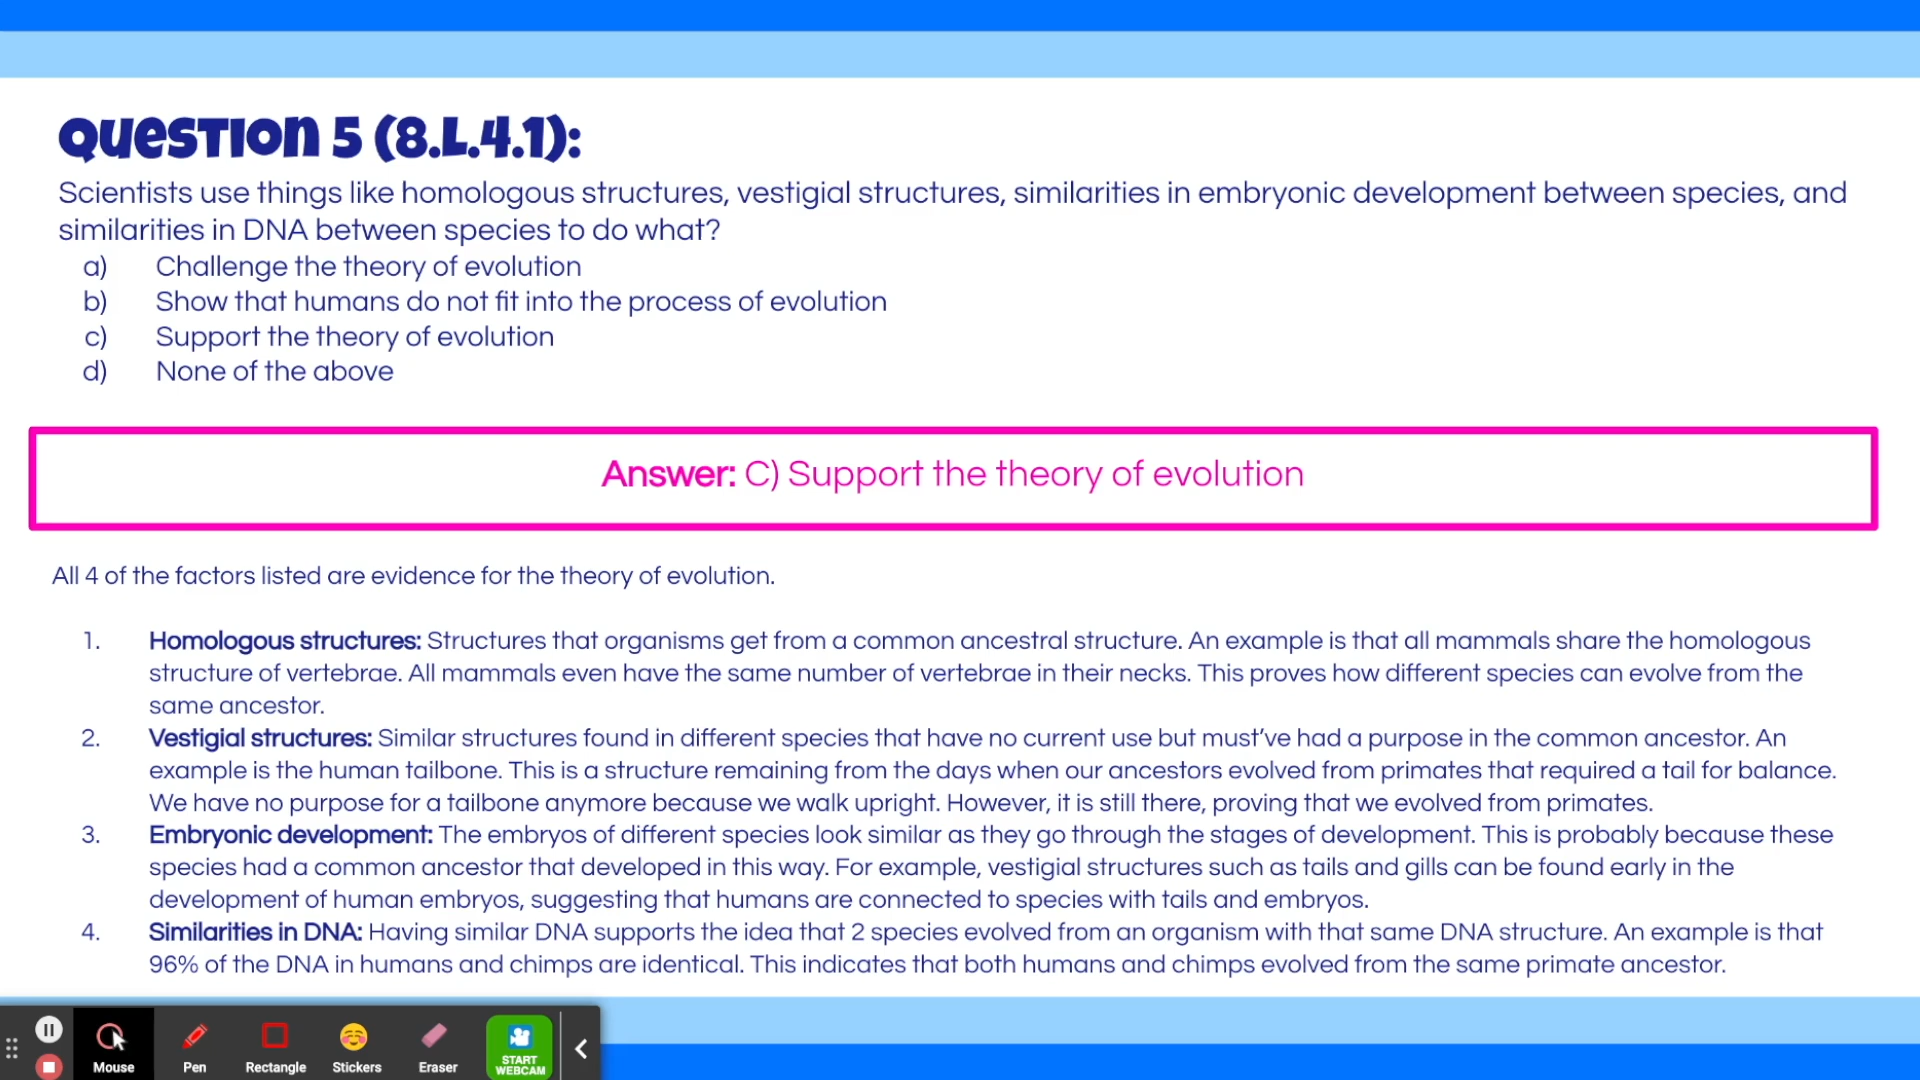 Question 5 (8.L.4.1):
Scientists use things like homologous structures, vestigial structures, similarities in embryonic development between species, and
similarities in DNA between species to do what?
a) Challenge the theory of evolution
b) Show that humans do not fit into the process of evolution
c) Support the theory of evolution
d) None of the above
Answer: C) Support the theory of evolution
All 4 of the factors listed are evidence for the theory of evolution.
1. Homologous structures: Structures that organisms get from a common ancestral structure. An example is that all mammals share the homologous
structure of vertebrae. All mammals even have the same number of vertebrae in their necks. This proves how different species can evolve from the
same ancestor.
2. Vestigial structures: Similar structures found in different species that have no current use but must’ve had a purpose in the common ancestor. An
example is the human tailbone. This is a structure remaining from the days when our ancestors evolved from primates that required a tail for balance.
We have no purpose for a tailbone anymore because we walk upright. However, it is still there, proving that we evolved from primates.
3. Embryonic development: The embryos of different species look similar as they go through the stages of development. This is probably because these
species had a common ancestor that developed in this way. For example, vestigial structures such as tails and gills can be found early in the
development of human embryos, suggesting that humans are connected to species with tails and embryos.
4. Similarities in DNA: Having similar DNA supports the idea that 2 species evolved from an organism with that same DNA structure. An example is that
96% of the DNA in humans and chimps are identical. This indicates that both humans and chimps evolved from the same primate ancestor.
Mouse Pen Rectangle Stickers Eraser START
WEBCAM